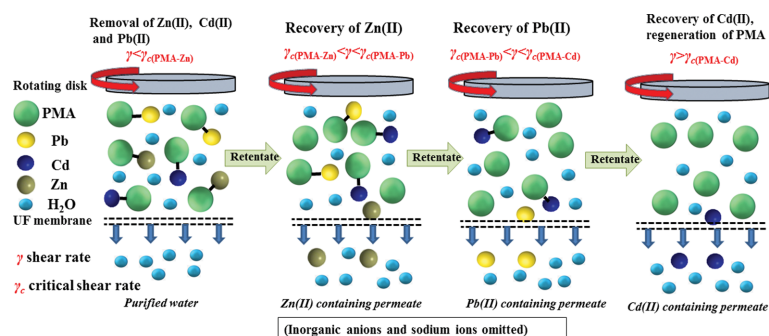 Removal of Zn(II), Cd(II)
and Pb(II)
γ<γc(PMA-Zn)
Recovery of Zn(II)
γc(PMA-Zn)<γ<γc(PMA-Pb)
Recovery of Pb(II)
γc(PMA-Pb)<γ<γc(PMA-Cd)
Recovery of Cd(II),
regeneration of PMA
γ>γc(PMA-Cd)
Rotating disk
PMA
Pb
Cd
Zn
H2O
UF membrane
γ shear rate
γc critical shear rate
Retentate
Retentate
Retentate
Purified water
Zn(II) containing permeate
Pb(II) containing permeate
Cd(II) containing permeate
(Inorganic anions and sodium ions omitted)